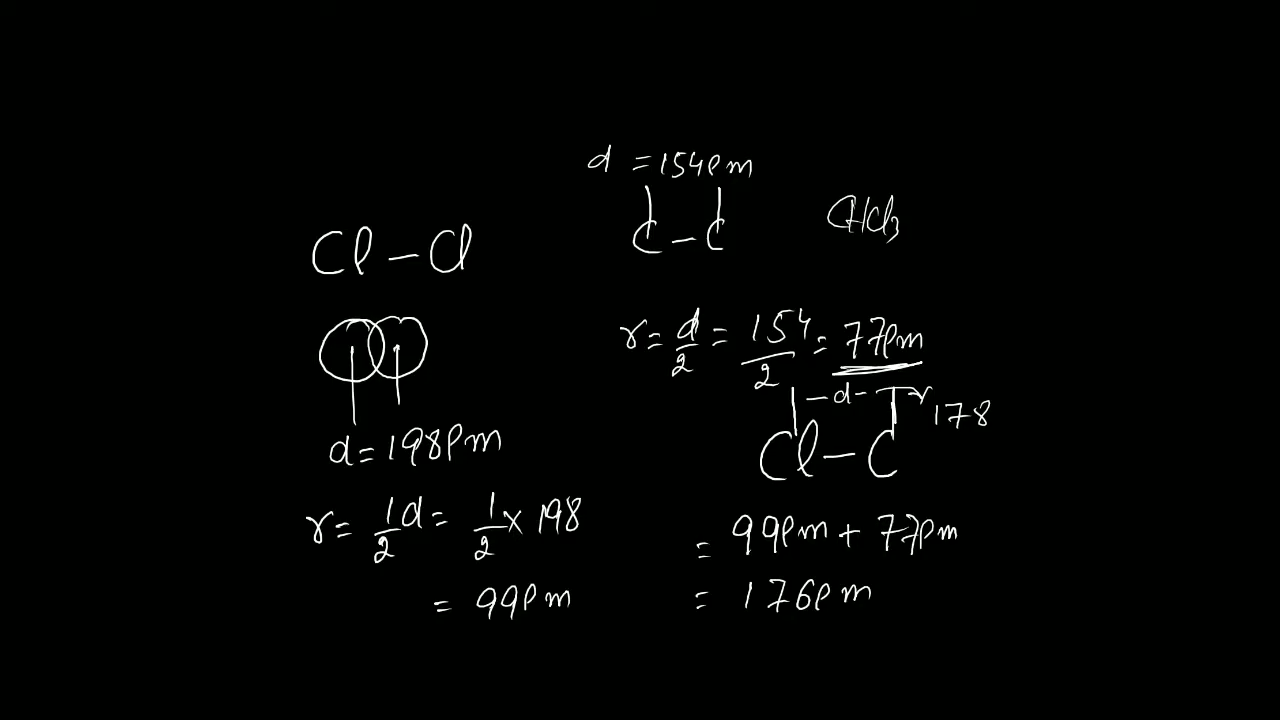 Cl – Cl
d = 198pm
r = 1/2 d = 1/2 × 198
= 99pm
d = 154pm
C – C
CHCl3
r = d/2 = 154/2 = 77pm
– d –
178
Cl – C
= 99pm + 77pm
= 176pm